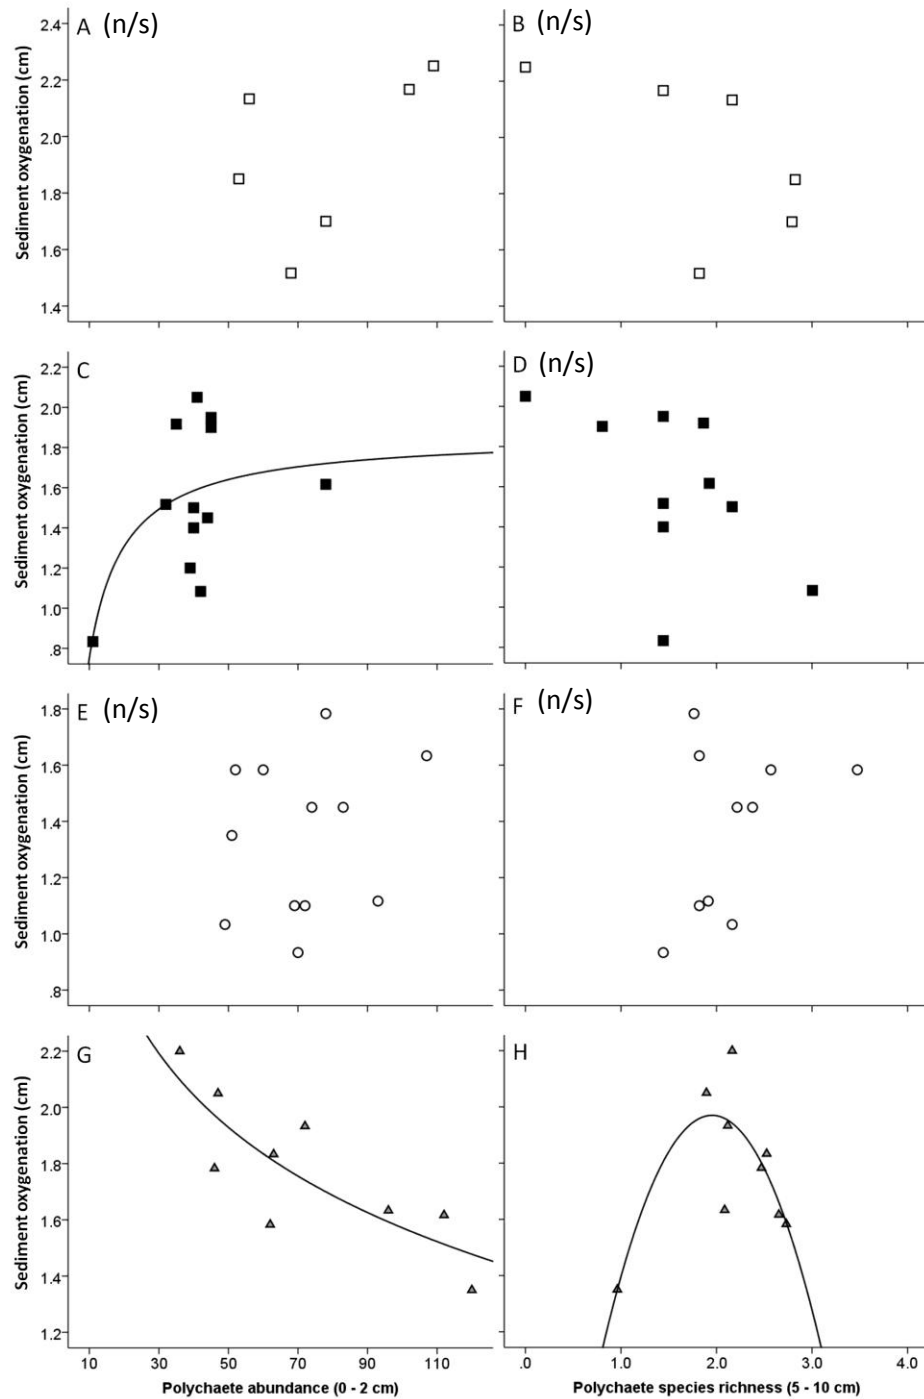 A (n/s)
B (n/s)
Sediment oxygenation (cm)
2.4
2.2
2.0
1.8
1.6
1.4
C
D (n/s)
Sediment oxygenation (cm)
2.2
2.0
1.8
1.6
1.4
1.2
1.0
.8
E (n/s)
F (n/s)
Sediment oxygenation (cm)
1.8
1.6
1.4
1.2
1.0
.8
G
H
Sediment oxygenation (cm)
2.2
2.0
1.8
1.6
1.4
1.2
10 30 50 70 90 110
.0 1.0 2.0 3.0 4.0
Polychaete abundance (0 - 2 cm)
Polychaete species richness (5 - 10 cm)